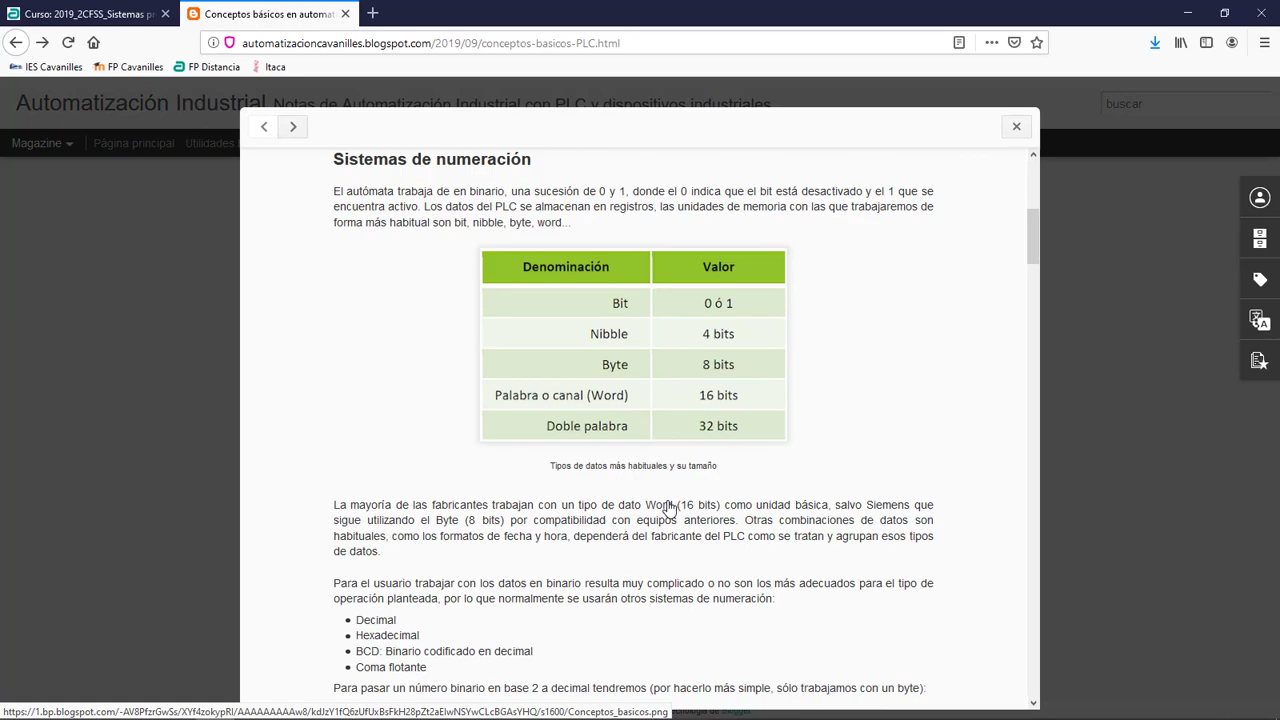 Curso: 2019_2CFSS_Sistemas pr
Conceptos básicos en automat
automatizacioncavanilles.blogspot.com/2019/09/conceptos-basicos-PLC.html
IES Cavanilles
FP Cavanilles
FP Distancia
Itaca
Automatización Industrial Notas de Automatización Industrial con PLC y dispositivos industriales
buscar
Magazine
Página principal
Utilidades
Sistemas de numeración
El autómata trabaja de en binario, una sucesión de 0 y 1, donde el 0 indica que el bit está desactivado y el 1 que se
encuentra activo. Los datos del PLC se almacenan en registros, las unidades de memoria con las que trabajaremos de
forma más habitual son bit, nibble, byte, word...
Denominación Valor
Bit 0 ó 1
Nibble 4 bits
Byte 8 bits
Palabra o canal (Word) 16 bits
Doble palabra 32 bits
Tipos de datos más habituales y su tamaño
La mayoría de las fabricantes trabajan con un tipo de dato Word (16 bits) como unidad básica, salvo Siemens que
sigue utilizando el Byte (8 bits) por compatibilidad con equipos anteriores. Otras combinaciones de datos son
habituales, como los formatos de fecha y hora, dependerá del fabricante del PLC como se tratan y agrupan esos tipos
de datos.
Para el usuario trabajar con los datos en binario resulta muy complicado o no son los más adecuados para el tipo de
operación planteada, por lo que normalmente se usarán otros sistemas de numeración:
Decimal
Hexadecimal
BCD: Binario codificado en decimal
Coma flotante
Para pasar un número binario en base 2 a decimal tendremos (por hacerlo más simple, sólo trabajamos con un byte):